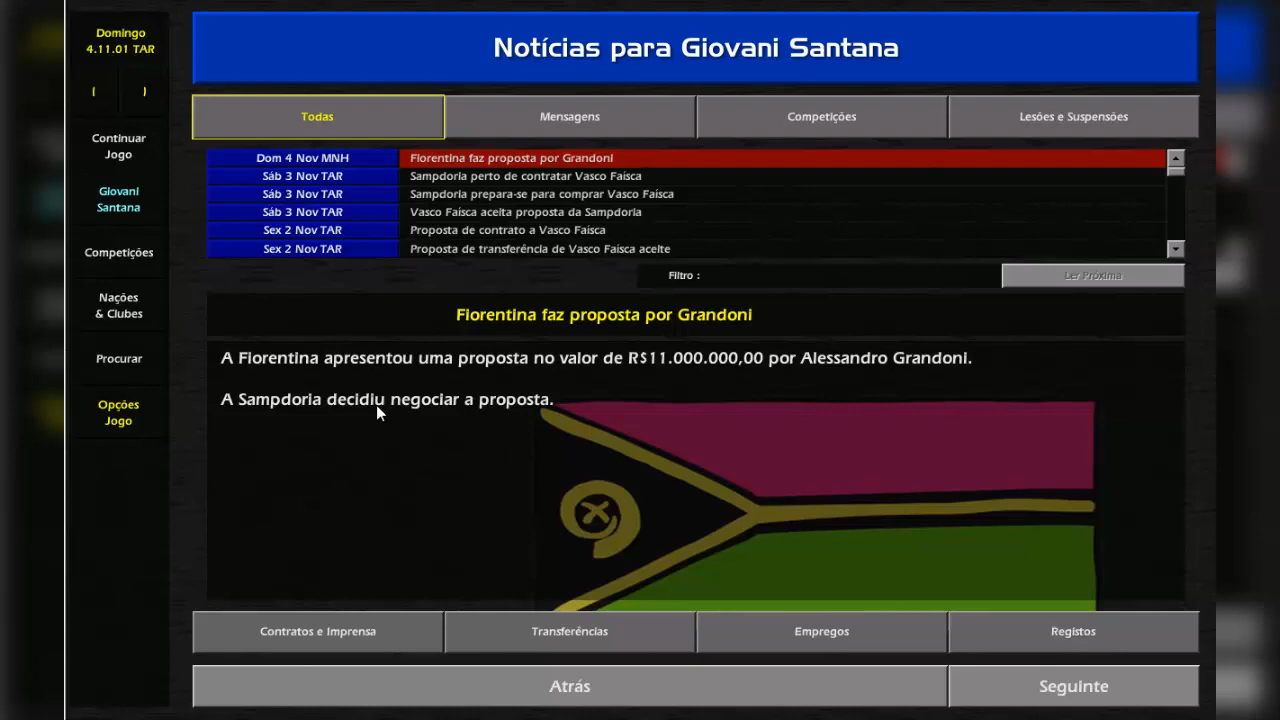 Domingo
4.11.01 TAR
Notícias para Giovani Santana
Todas
Mensagens
Competições
Lesões e Suspensões
Continuar
Jogo
Giovani
Santana
Competições
Nações
& Clubes
Procurar
Opções
Jogo
Dom 4 Nov MNH Fiorentina faz proposta por Grandoni
Sáb 3 Nov TAR Sampdoria perto de contratar Vasco Faísca
Sáb 3 Nov TAR Sampdoria prepara-se para comprar Vasco Faísca
Sáb 3 Nov TAR Vasco Faísca aceita proposta da Sampdoria
Sex 2 Nov TAR Proposta de contrato a Vasco Faísca
Sex 2 Nov TAR Proposta de transferência de Vasco Faísca aceite
Filtro :
Ler Próxima
Fiorentina faz proposta por Grandoni
A Fiorentina apresentou uma proposta no valor de R$11.000.000,00 por Alessandro Grandoni.
A Sampdoria decidiu negociar a proposta.
Contratos e Imprensa
Transferências
Empregos
Registos
Atrás
Seguinte